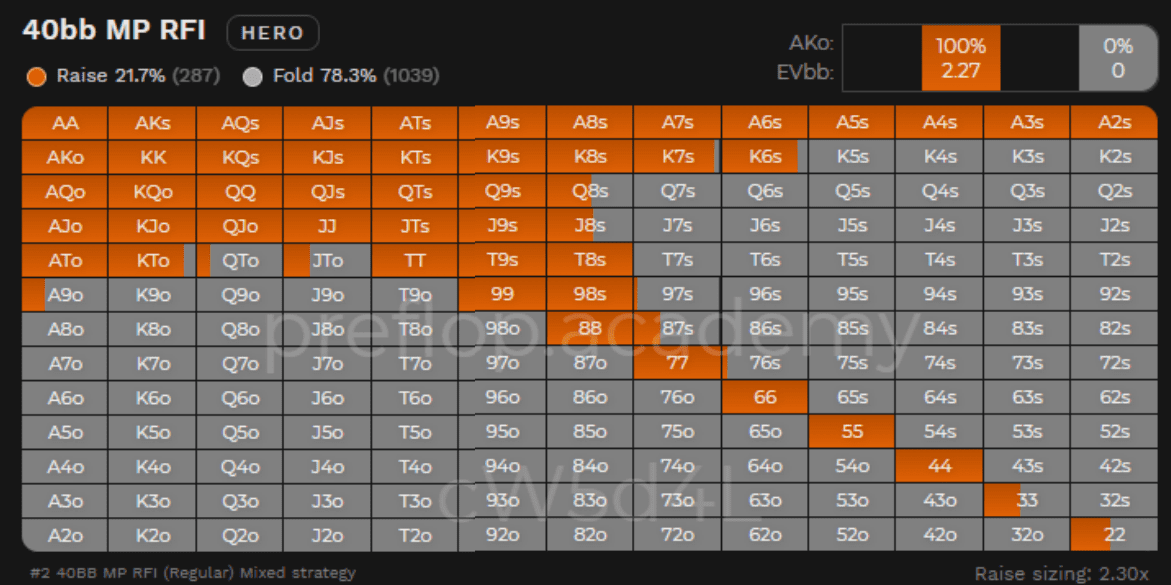 40bb MP RFI HERO
Raise 21.7% (287) Fold 78.3% (1039)
AKo: 100% 0%
EVbb: 2.27 0
AA AKs AQs AJs ATs A9s A8s A7s A6s A5s A4s A3s A2s
AKo KK KQs KJs KTs K9s K8s K7s K6s K5s K4s K3s K2s
AQo KQo QQ QJs QTs Q9s Q8s Q7s Q6s Q5s Q4s Q3s Q2s
AJo KJo QJo JJ JTs J9s J8s J7s J6s J5s J4s J3s J2s
ATo KTo QTo JTo TT T9s T8s T7s T6s T5s T4s T3s T2s
A9o K9o Q9o J9o T9o 99 98s 97s 96s 95s 94s 93s 92s
A8o K8o Q8o J8o T8o 98o 88 87s 86s 85s 84s 83s 82s
preflop.academy
A7o K7o Q7o J7o T7o 97o 87o 77 76s 75s 74s 73s 72s
A6o K6o Q6o J6o T6o 96o 86o 76o 66 65s 64s 63s 62s
A5o K5o Q5o J5o T5o 95o 85o 75o 65o 55 54s 53s 52s
A4o K4o Q4o J4o T4o 94o 84o 74o 64o 54o 44 43s 42s
cW5d4L
A3o K3o Q3o J3o T3o 93o 83o 73o 63o 53o 43o 33 32s
A2o K2o Q2o J2o T2o 92o 82o 72o 62o 52o 42o 32o 22
#2 40BB MP RFI (Regular) Mixed strategy Raise sizing: 2.30x